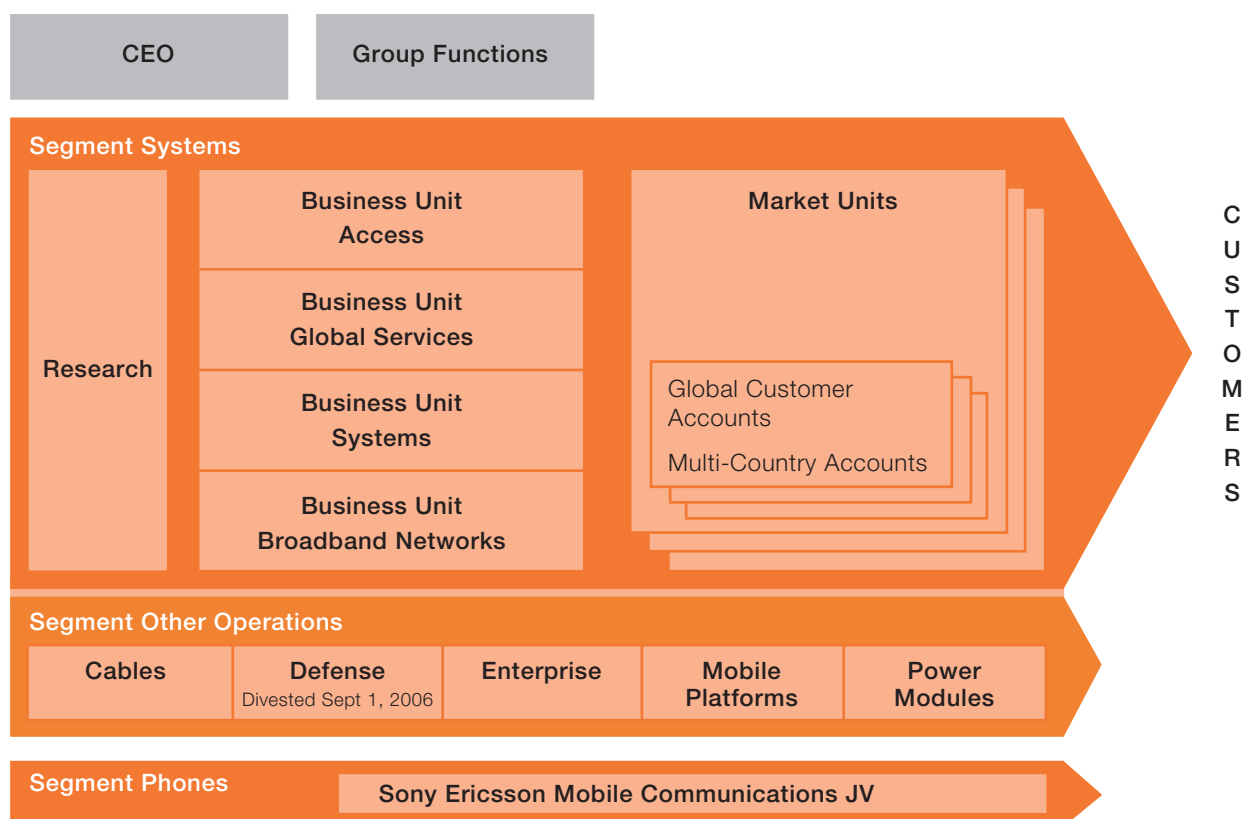 CEO
Group Functions
Segment Systems
Research
Business Unit
Access
Business Unit
Global Services
Business Unit
Systems
Business Unit
Broadband Networks
Market Units
Global Customer
Accounts
Multi-Country Accounts
CUSTOMERS
Segment Other Operations
Cables
Defense
Divested Sept 1, 2006
Enterprise
Mobile
Platforms
Power
Modules
Segment Phones
Sony Ericsson Mobile Communications JV